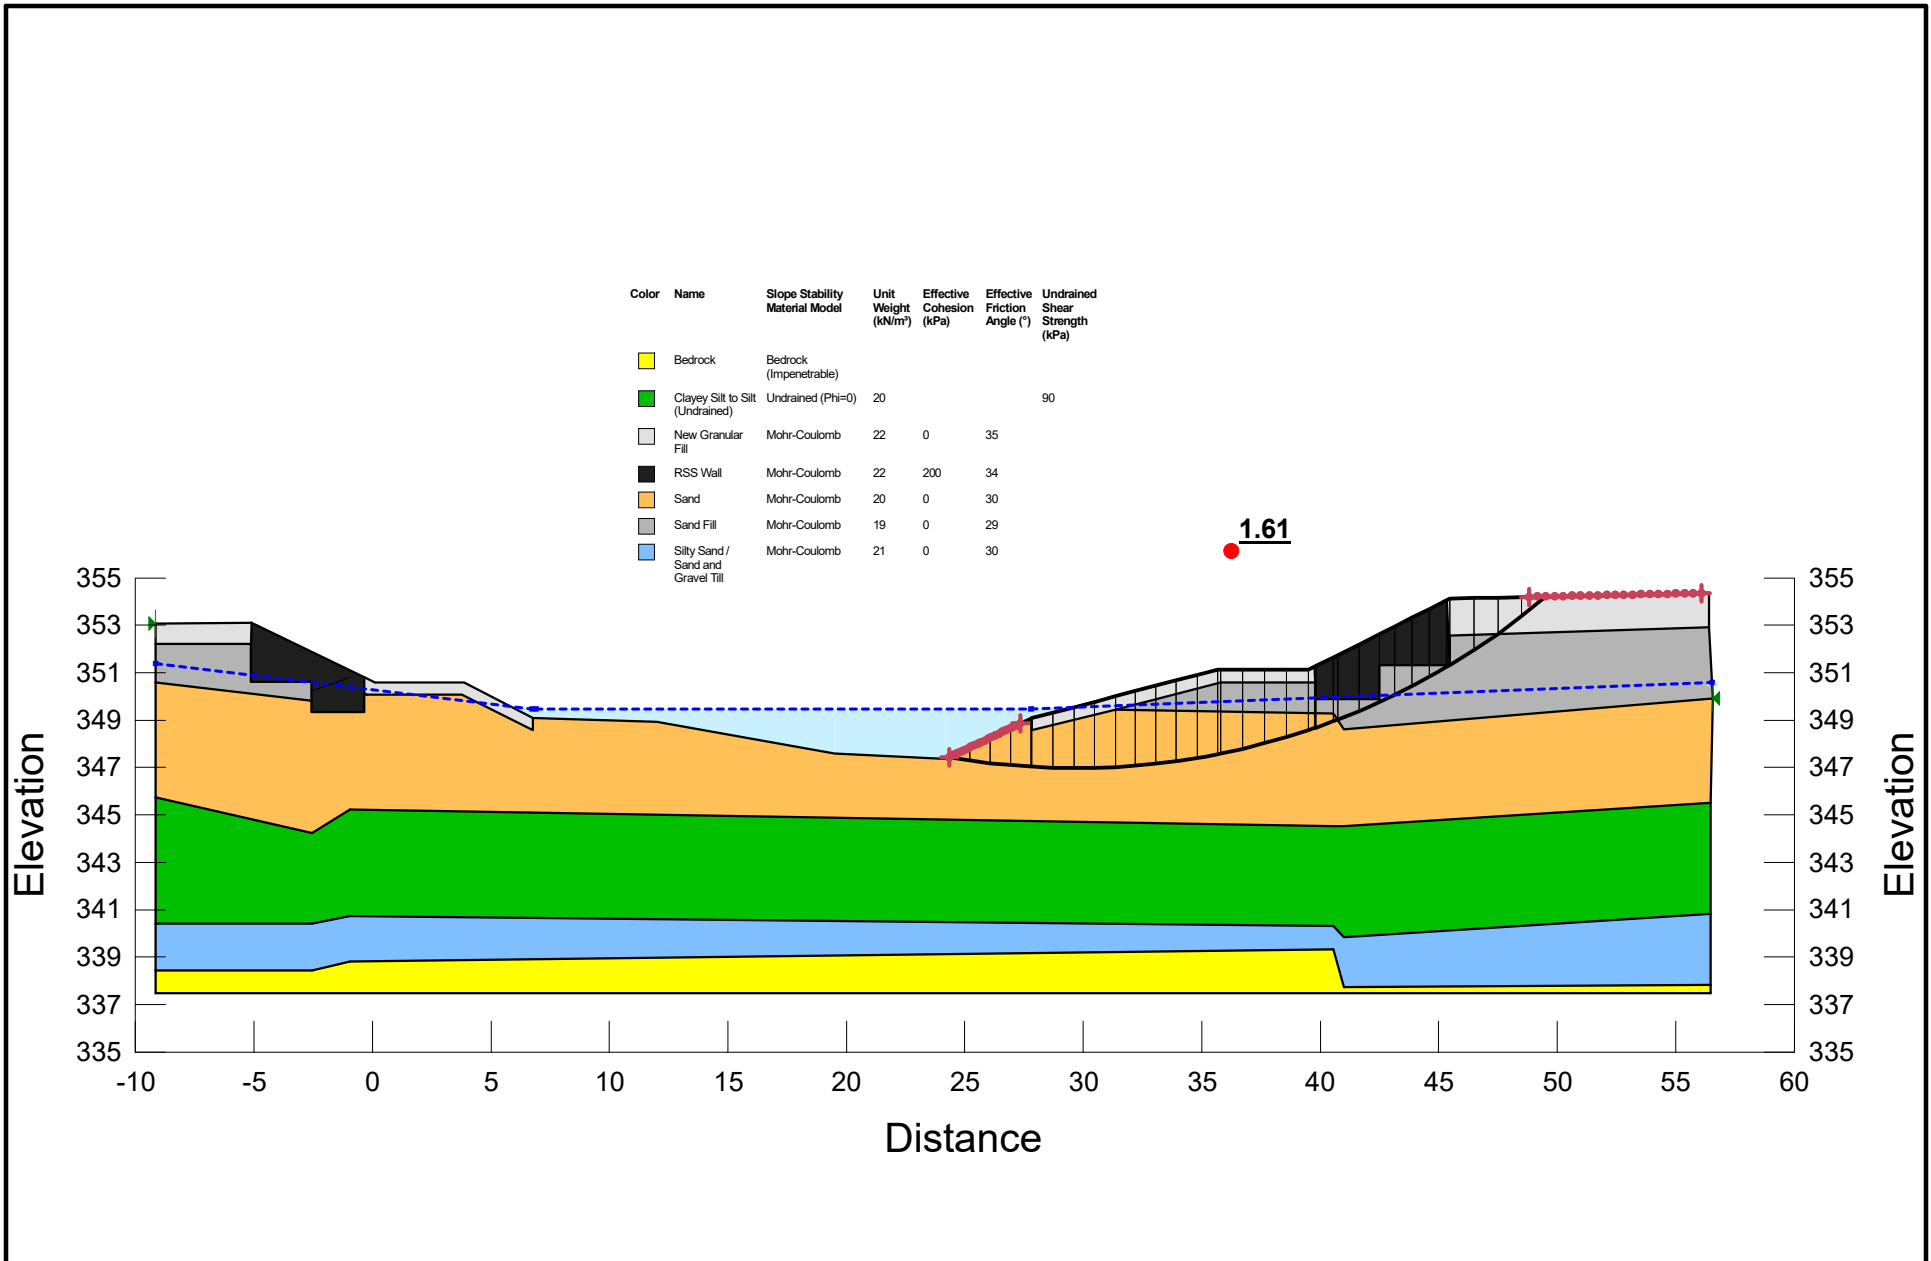 Color Name Slope Stability Unit Effective Effective Undrained
Material Model Weight Cohesion Friction Shear
(kN/m³) (kPa) Angle (°) Strength
(kPa)
Bedrock Bedrock
(Impenetrable)
Clayey Silt to Silt Undrained (Phi=0) 20 90
(Undrained)
New Granular Mohr-Coulomb 22 0 35
Fill
RSS Wall Mohr-Coulomb 22 200 34
Sand Mohr-Coulomb 20 0 30
Sand Fill Mohr-Coulomb 19 0 29
Silty Sand / Mohr-Coulomb 21 0 30
Sand and
Gravel Till
1.61
355 355
353 353
351 351
349 349
347 347
345 345
343 343
341 341
339 339
337 337
335 335
Elevation
Elevation
-10 -5 0 5 10 15 20 25 30 35 40 45 50 55 60
Distance